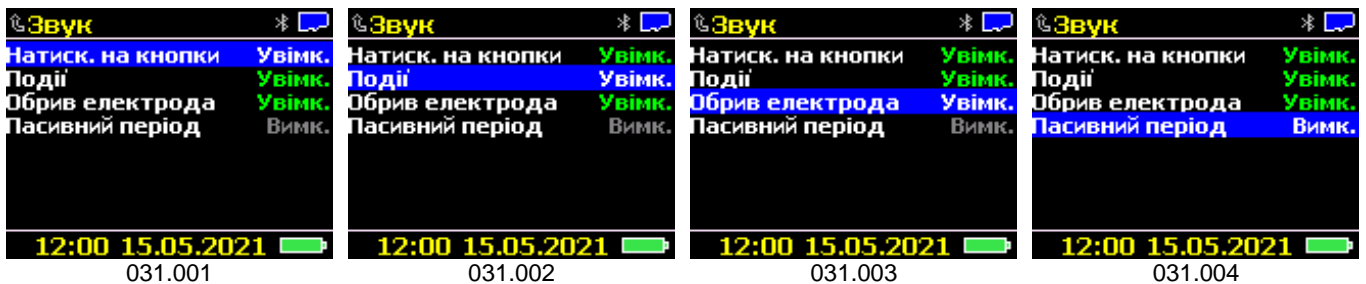 Звук
Натиск. на кнопки Увімк.
Події Увімк.
Обрив електрода Увімк.
Пасивний період Вимк.
12:00 15.05.2021
031.001
Звук
Натиск. на кнопки Увімк.
Події Увімк.
Обрив електрода Увімк.
Пасивний період Вимк.
12:00 15.05.2021
031.002
Звук
Натиск. на кнопки Увімк.
Події Увімк.
Обрив електрода Увімк.
Пасивний період Вимк.
12:00 15.05.2021
031.003
Звук
Натиск. на кнопки Увімк.
Події Увімк.
Обрив електрода Увімк.
Пасивний період Вимк.
12:00 15.05.2021
031.004